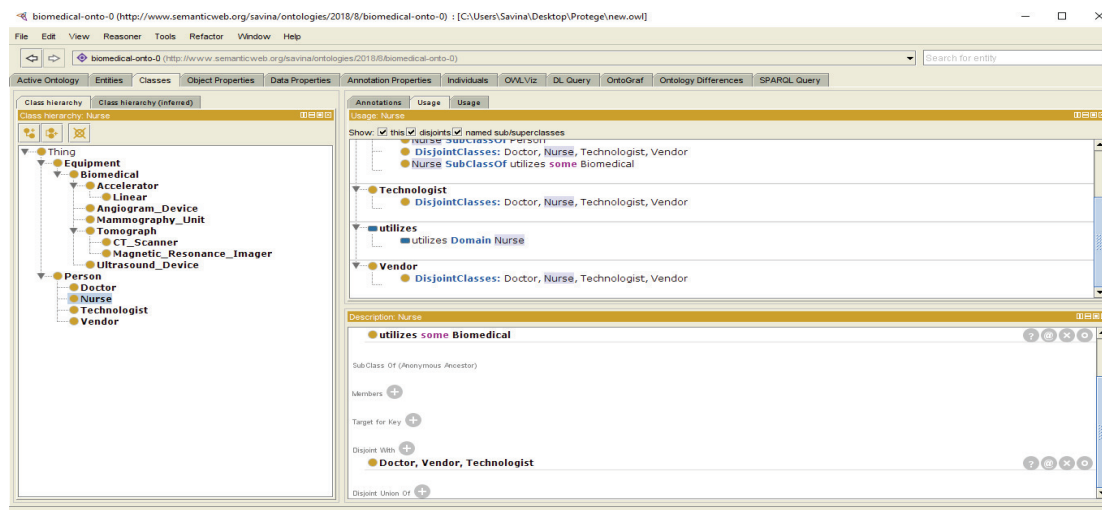 biomedical-onto-0 (http://www.semanticweb.org/savina/ontologies/2018/8/biomedical-onto-0) : [C:\Users\Savina\Desktop\Protege\new.owl]
File Edit View Reasoner Tools Refactor Window Help
biomedical-onto-0 (http://www.semanticweb.org/savina/ontologies/2018/8/biomedical-onto-0)
Search for entity
Active Ontology Entities Classes Object Properties Data Properties Annotation Properties Individuals OWLViz DL Query OntoGraf Ontology Differences SPARQL Query
Class hierarchy Class hierarchy (inferred)
Class hierarchy: Nurse
Thing
Equipment
Biomedical
Accelerator
Linear
Angiogram_Device
Mammography_Unit
Tomograph
CT_Scanner
Magnetic_Resonance_Imager
Ultrasound_Device
Person
Doctor
Nurse
Technologist
Vendor
Annotations Usage Usage
Usage: Nurse
Show: this disjoints named sub/superclasses
Nurse SubClassOf Person
DisjointClasses: Doctor, Nurse, Technologist, Vendor
Nurse SubClassOf utilizes some Biomedical
Technologist
DisjointClasses: Doctor, Nurse, Technologist, Vendor
utilizes
utilizes Domain Nurse
Vendor
DisjointClasses: Doctor, Nurse, Technologist, Vendor
Description: Nurse
utilizes some Biomedical
SubClass Of (Anonymous Ancestor)
Members
Target for Key
Disjoint With
Doctor, Vendor, Technologist
Disjoint Union Of